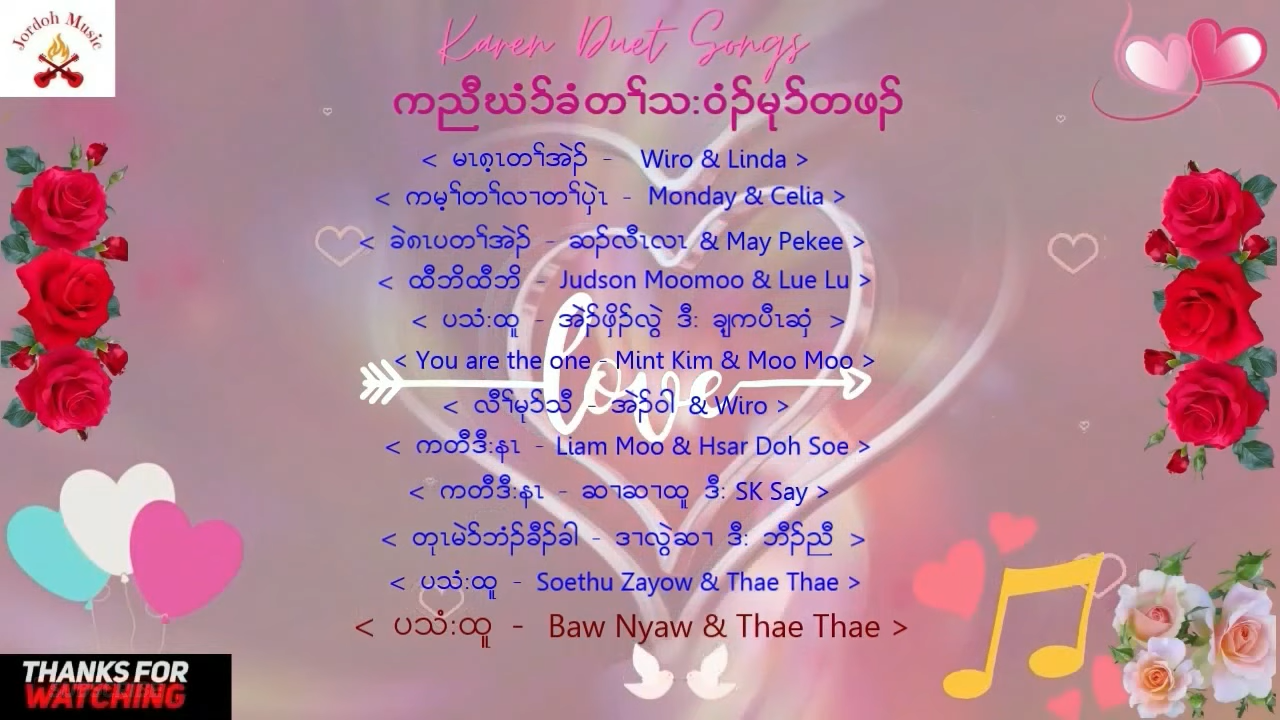 Jordoh Music
Karen Duet Songs
ကညီဃံာ်ခံတၢ်သးဝံၣ်မုာ်တဖၣ်
< မၤစ့ၤတၢ်အဲၣ် - Wiro & Linda >
< ကမ့ၢ်တၢ်လၢတၢ်ပှဲၤ - Monday & Celia >
< ခဲစၤပတၢ်အဲၣ် - ဆၣ်လီၤလၤ & May Pekee >
< ထီဘိထီဘိ - Judson Moomoo & Lue Lu >
< ပသံးထူ - အဲၣ်ဖှိၣ်လွဲ ဒီး ချ့ကပီၤဆှံ >
< You are the one - Mint Kim & Moo Moo >
< လီၢ်မုာ်သီ - အဲၣ်ဝါ & Wiro >
< ကတီဒီးနၤ - Liam Moo & Hsar Doh Soe >
< ကတီဒီးနၤ - ဆၢဆၢထူ ဒီး SK Say >
< တုၤမဲာ်ဘံၣ်ခီၣ်ခါ - ဒၢလွဲဆၢ ဒီး ဘီၣ်ညီ >
< ပသံးထူ - Soethu Zayow & Thae Thae >
< ပသံးထူ - Baw Nyaw & Thae Thae >
love
THANKS FOR
WATCHING